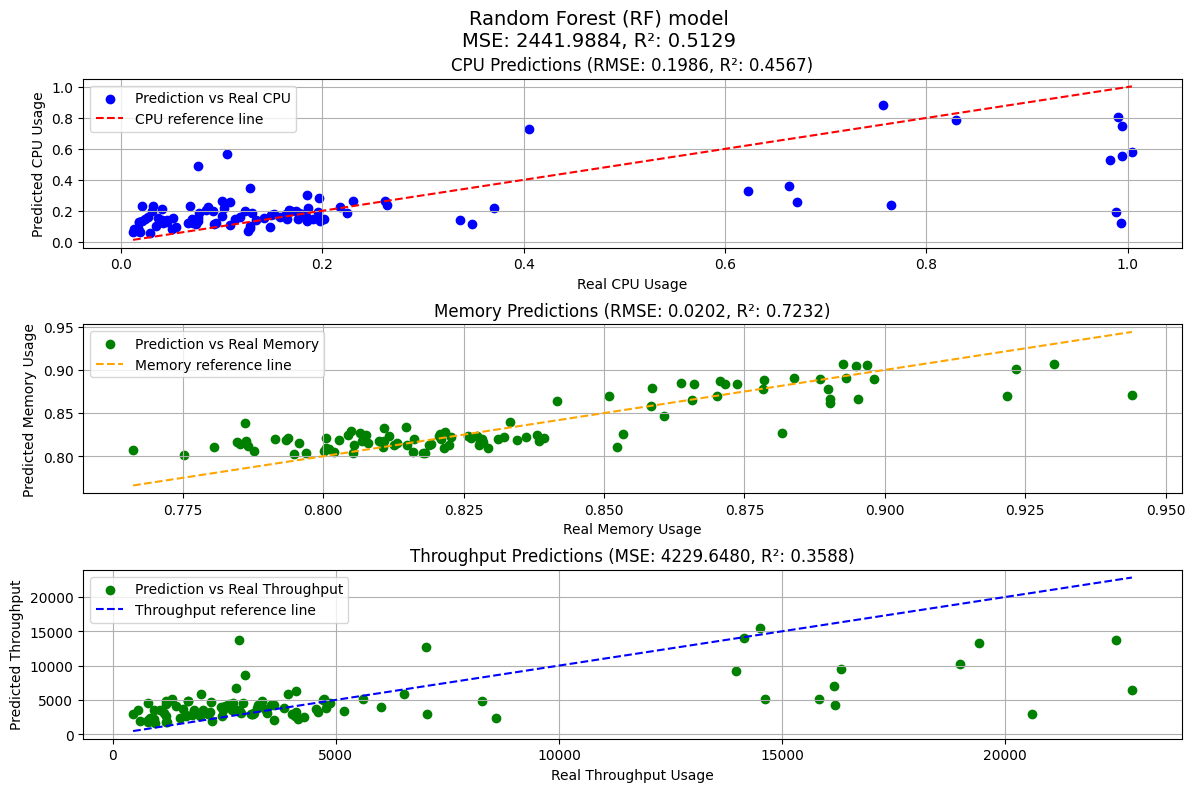 Random Forest (RF) model
MSE: 2441.9884, R²: 0.5129
CPU Predictions (RMSE: 0.1986, R²: 0.4567)
Predicted CPU Usage
1.0
0.8
0.6
0.4
0.2
0.0
Prediction vs Real CPU
CPU reference line
0.0 0.2 0.4 0.6 0.8 1.0
Real CPU Usage
Memory Predictions (RMSE: 0.0202, R²: 0.7232)
Predicted Memory Usage
0.95
0.90
0.85
0.80
Prediction vs Real Memory
Memory reference line
0.775 0.800 0.825 0.850 0.875 0.900 0.925 0.950
Real Memory Usage
Throughput Predictions (MSE: 4229.6480, R²: 0.3588)
Predicted Throughput
20000
15000
10000
5000
0
Prediction vs Real Throughput
Throughput reference line
0 5000 10000 15000 20000
Real Throughput Usage